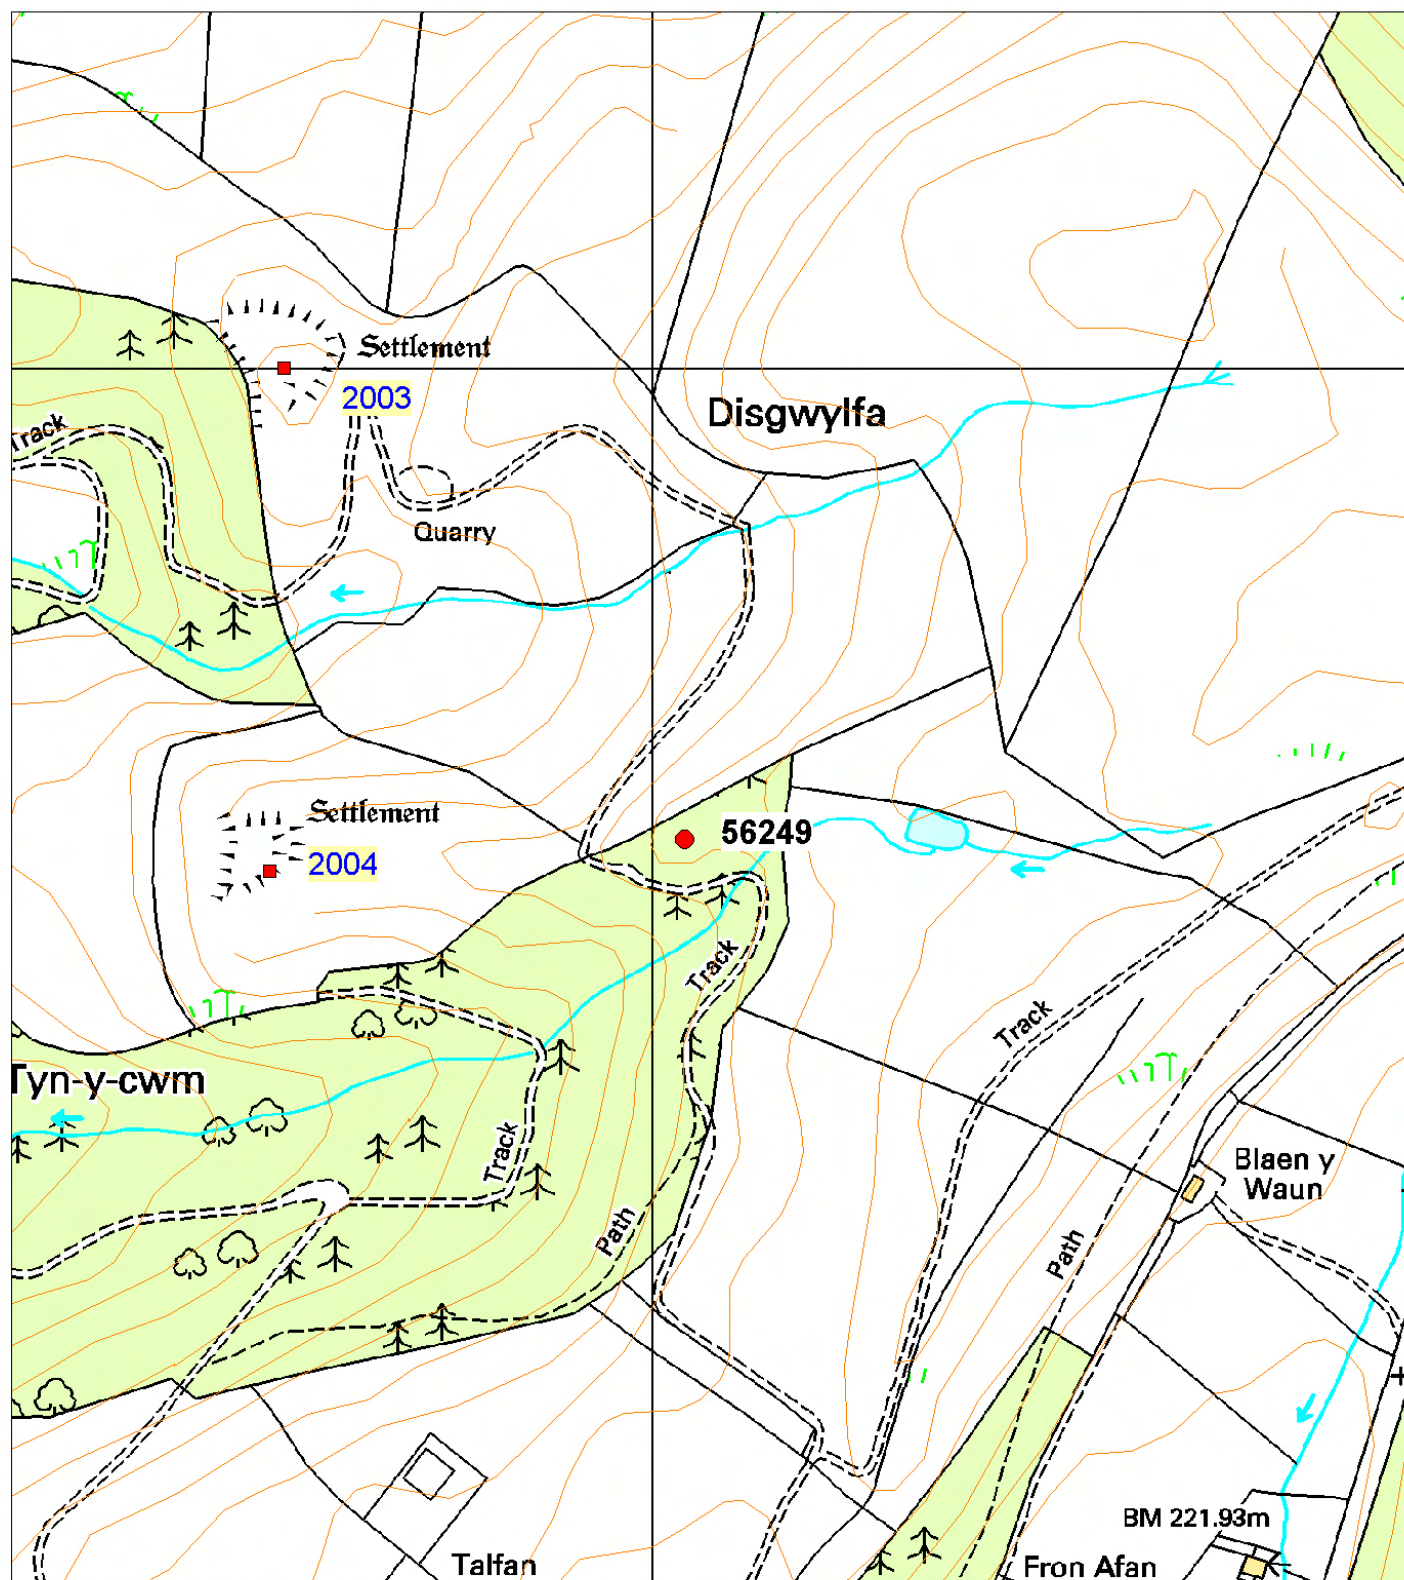 Settlement
2003
Disgwylfa
Track
Quarry
Settlement
56249
2004
Track
Track
Tyn-y-cwm
Track
Blaen y
Waun
Path
Path
BM 221.93m
Talfan
Fron Afan